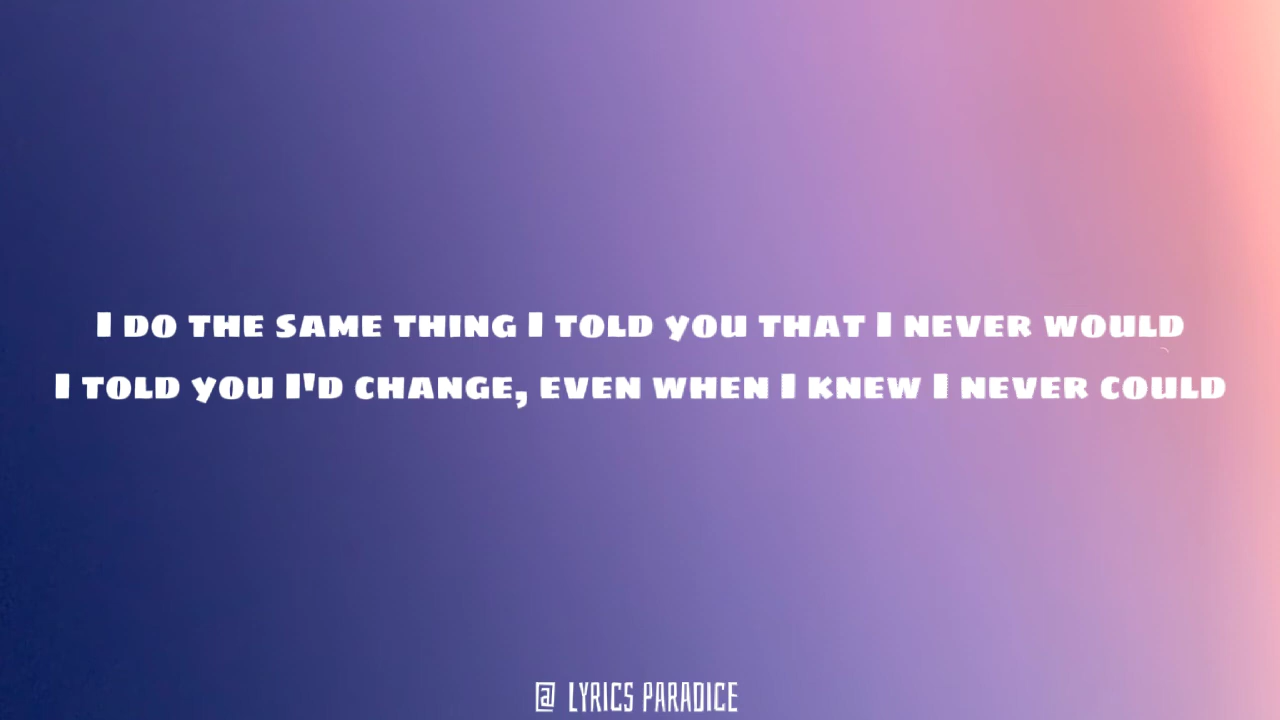 I DO THE SAME THING I TOLD YOU THAT I NEVER WOULD
I TOLD YOU I'D CHANGE, EVEN WHEN I KNEW I NEVER COULD
@ LYRICS PARADICE